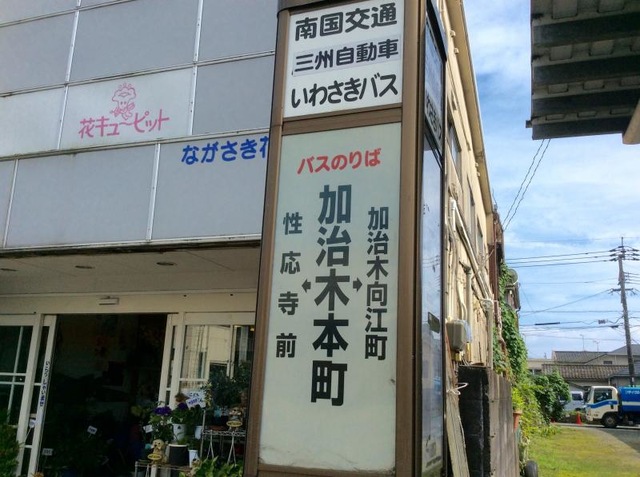 南国交通
三州自動車
いわさきバス
バスのりば
加治木本町
加治木向江町
性応寺前
花キューピット
ながさき花